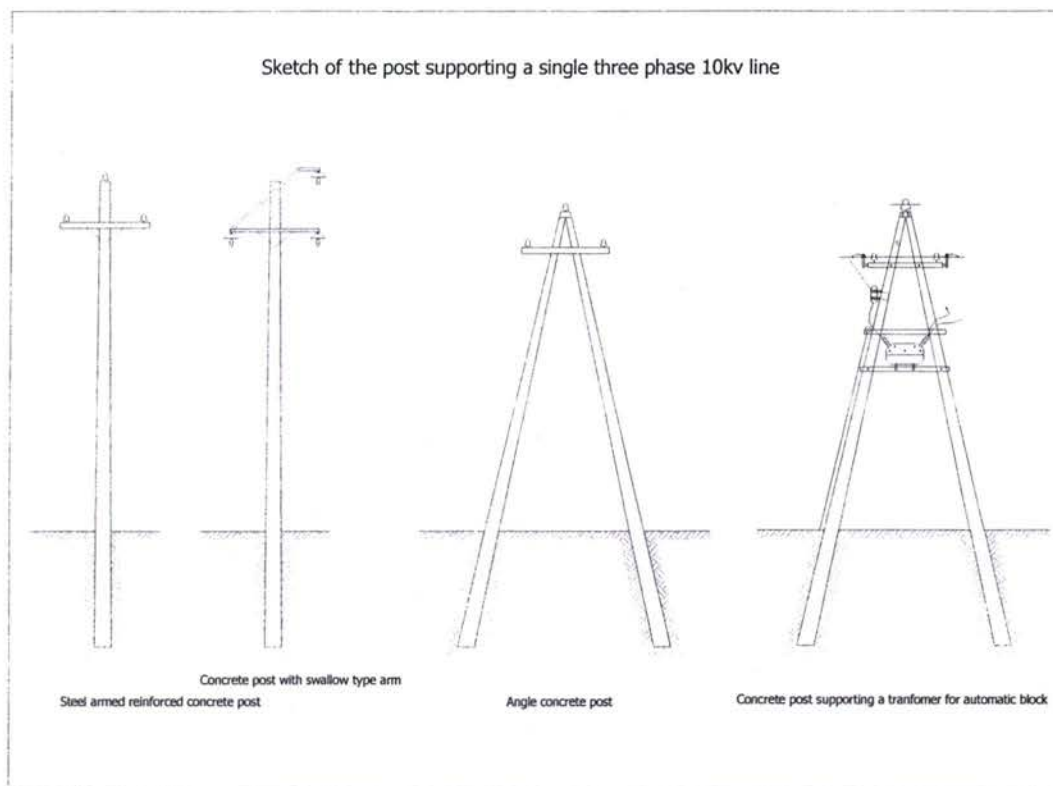 Sketch of the post supporting a single three phase 10kv line
Concrete post with swallow type arm
Steel armed reinforced concrete post
Angle concrete post
Concrete post supporting a tranfomer for automatic block